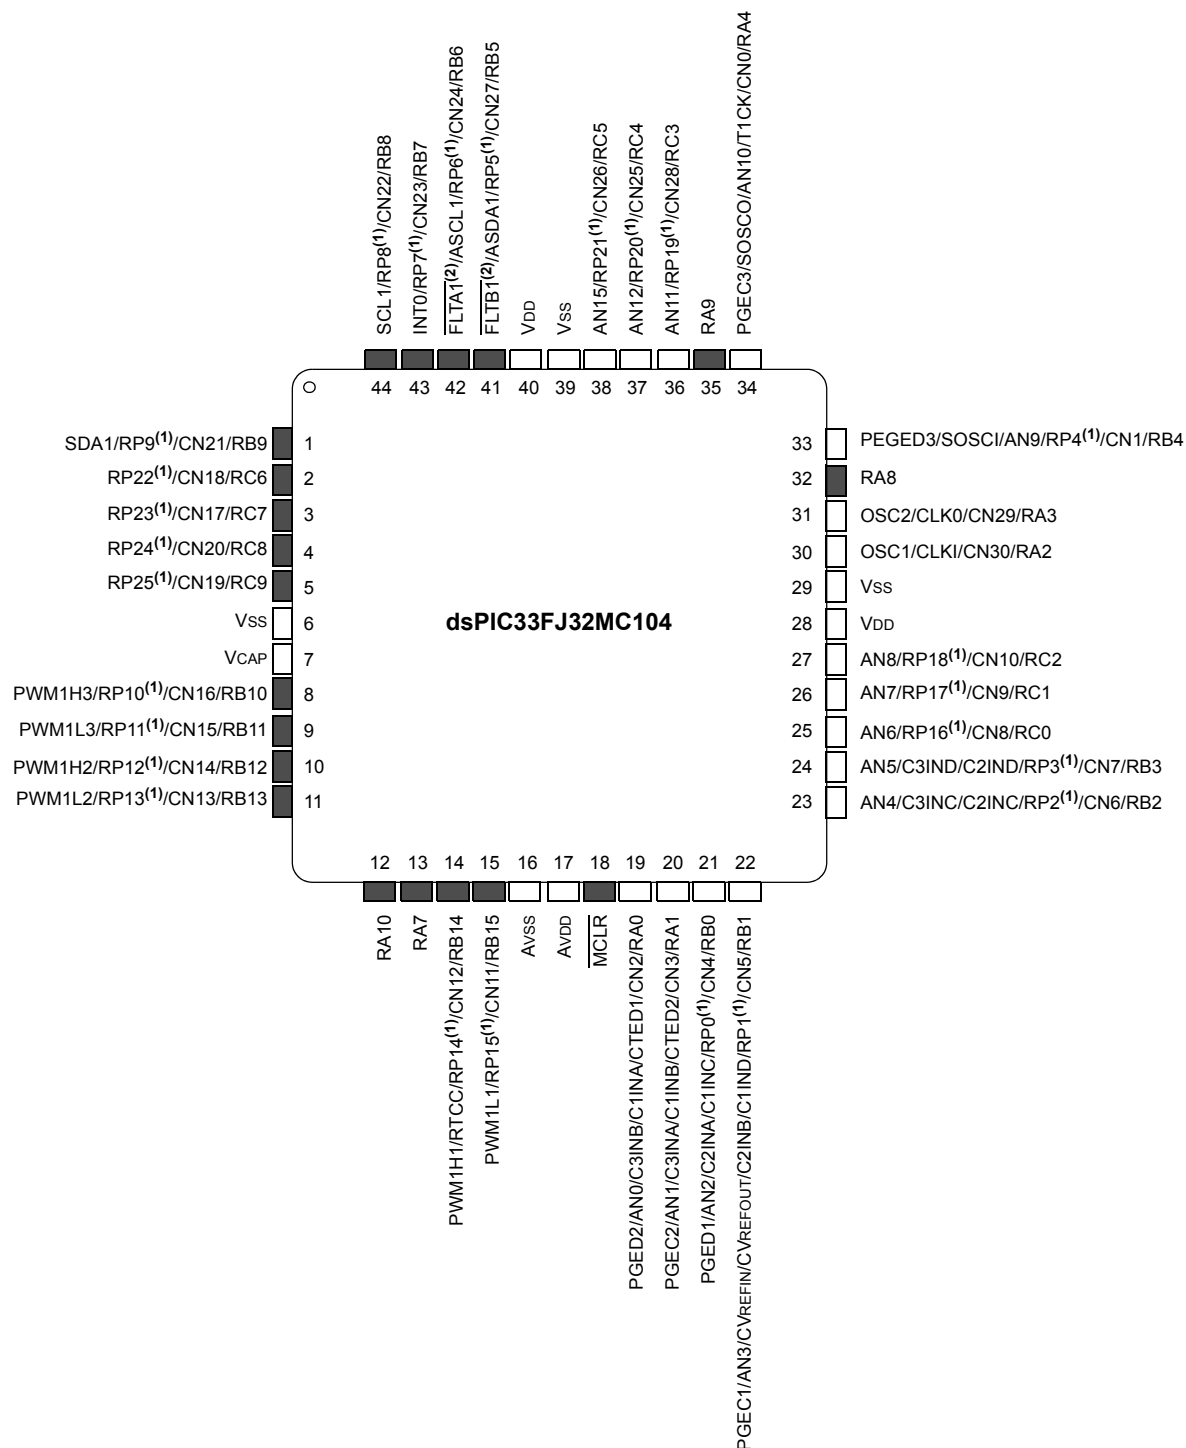 SCL1/RP8(1)/CN22/RB8
INT0/RP7(1)/CN23/RB7
FLTA1(2)/ASCL1/RP6(1)/CN24/RB6
FLTB1(2)/ASDA1/RP5(1)/CN27/RB5
VDD
VSS
AN15/RP21(1)/CN26/RC5
AN12/RP20(1)/CN25/RC4
AN11/RP19(1)/CN28/RC3
RA9
PGEC3/SOSCO/AN10/T1CK/CN0/RA4
44 43 42 41 40 39 38 37 36 35 34
SDA1/RP9(1)/CN21/RB9 1
RP22(1)/CN18/RC6 2
RP23(1)/CN17/RC7 3
RP24(1)/CN20/RC8 4
RP25(1)/CN19/RC9 5
VSS 6
VCAP 7
PWM1H3/RP10(1)/CN16/RB10 8
PWM1L3/RP11(1)/CN15/RB11 9
PWM1H2/RP12(1)/CN14/RB12 10
PWM1L2/RP13(1)/CN13/RB13 11
dsPIC33FJ32MC104
33 PEGED3/SOSCI/AN9/RP4(1)/CN1/RB4
32 RA8
31 OSC2/CLK0/CN29/RA3
30 OSC1/CLKI/CN30/RA2
29 VSS
28 VDD
27 AN8/RP18(1)/CN10/RC2
26 AN7/RP17(1)/CN9/RC1
25 AN6/RP16(1)/CN8/RC0
24 AN5/C3IND/C2IND/RP3(1)/CN7/RB3
23 AN4/C3INC/C2INC/RP2(1)/CN6/RB2
12 13 14 15 16 17 18 19 20 21 22
RA10
RA7
PWM1H1/RTCC/RP14(1)/CN12/RB14
PWM1L1/RP15(1)/CN11/RB15
AVSS
AVDD
MCLR
PGED2/AN0/C3INB/C1INA/CTED1/CN2/RA0
PGEC2/AN1/C3INA/C1INB/CTED2/CN3/RA1
PGED1/AN2/C2INA/C1INC/RP0(1)/CN4/RB0
PGEC1/AN3/CVREFIN/CVREFOUT/C2INB/C1IND/RP1(1)/CN5/RB1